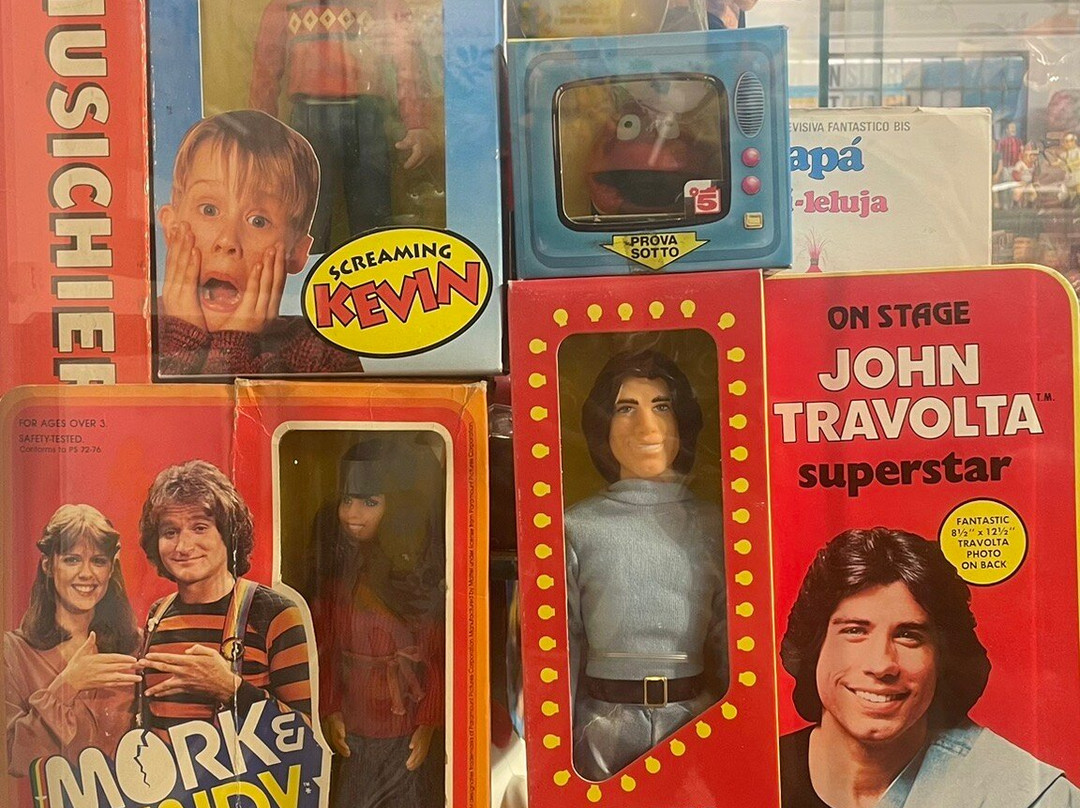 USICHIE
SCREAMING
KEVIN
5
PROVA
SOTTO
EVISIVA FANTASTICO BIS
apá
-leluja
FOR AGES OVER 3.
SAFETY-TESTED.
Conforms to PS 72-76
MORK &
NDY
ON STAGE
JOHN
TRAVOLTA T.M.
superstar
FANTASTIC
8½" x 12½"
TRAVOLTA
PHOTO
ON BACK